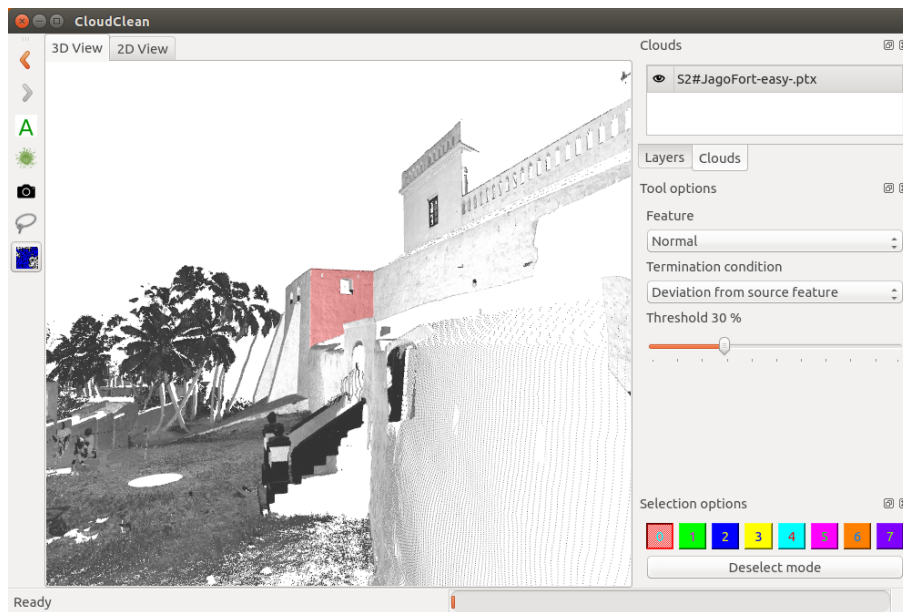 CloudClean
3D View
2D View
Clouds
S2#JagoFort-easy-.ptx
A
Layers
Clouds
Tool options
Feature
Normal
Termination condition
Deviation from source feature
Threshold 30 %
Selection options
0 1 2 3 4 5 6 7
Deselect mode
Ready